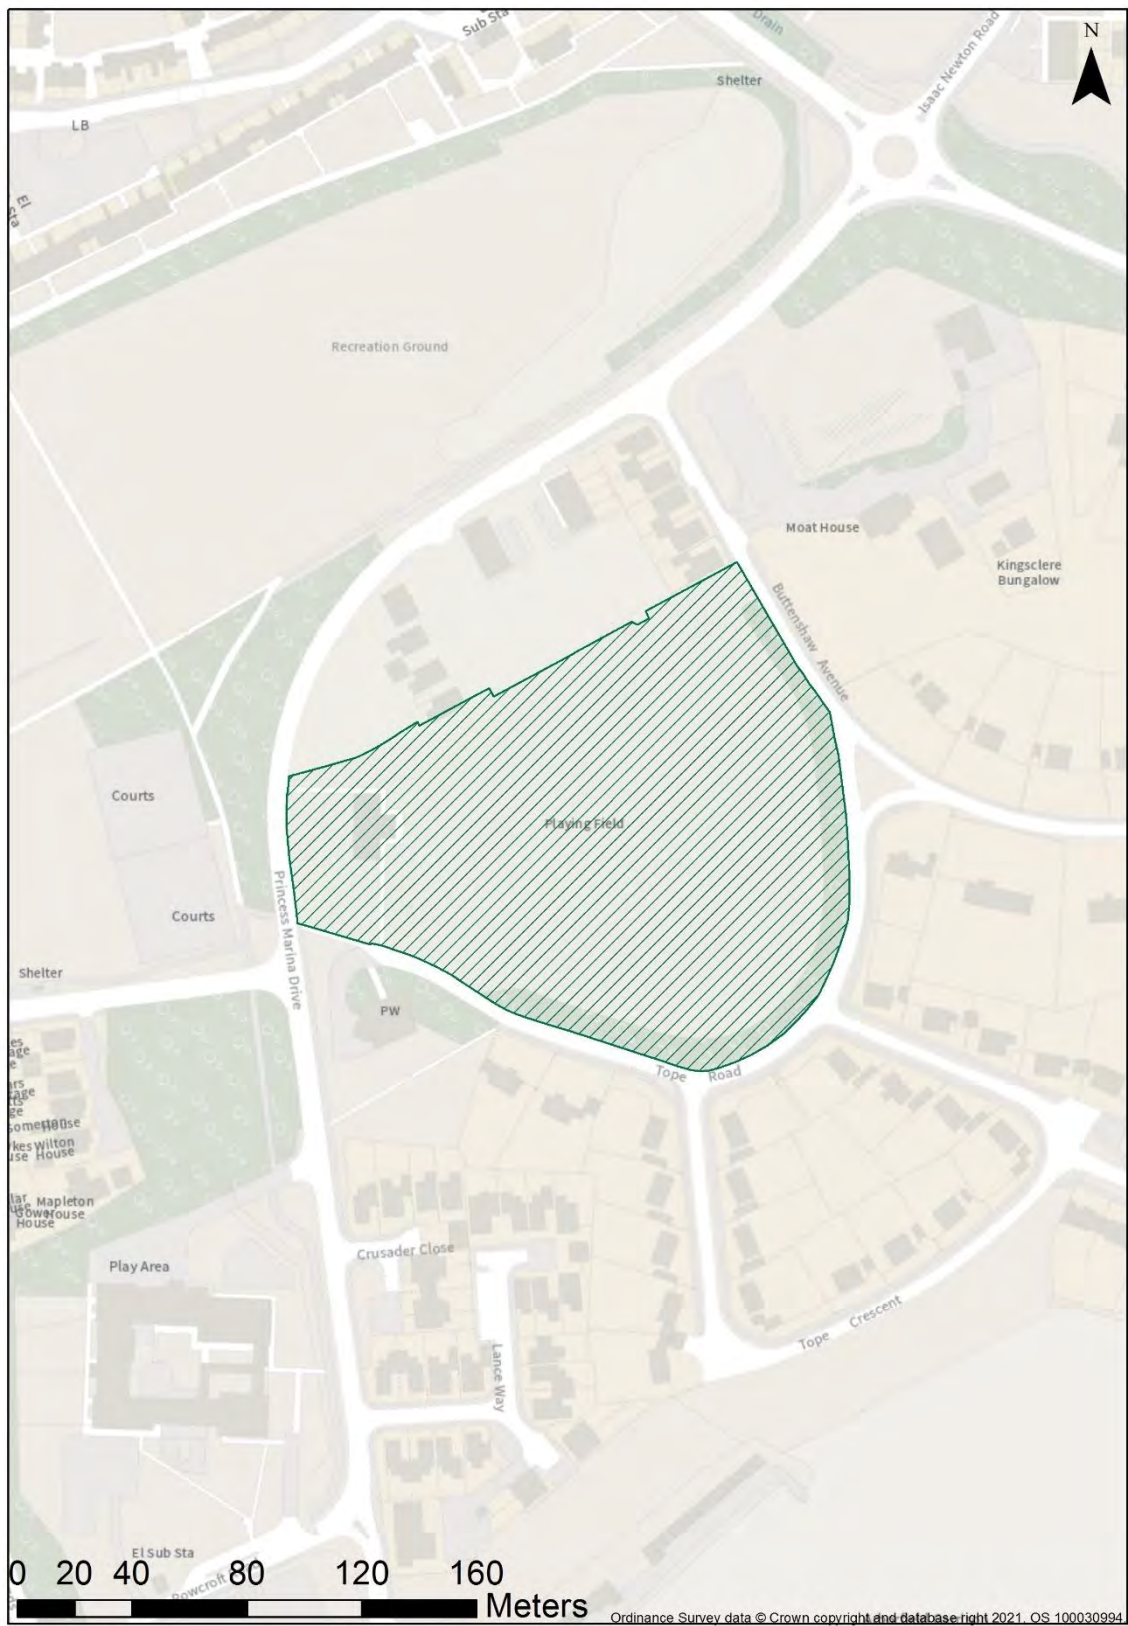 Sub Sta
Drain
Isaac Newton Road
N
Shelter
LB
El
Sta
Recreation Ground
Moat House
Kingsclere
Bungalow
Buttenshaw Avenue
Courts
Playing Field
Princess Marina Drive
Courts
Shelter
PW
Tope Road
Wilton
House
Mapleton
House
Gower
House
Crusader Close
Play Area
Tope Crescent
Lance Way
El Sub Sta
Rowcroft
0 20 40 80 120 160
Meters
Ordinance Survey data © Crown copyright and database right 2021. OS 100030994.